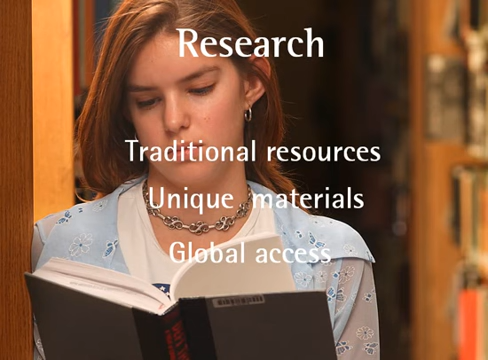 Research
Traditional resources
Unique materials
Global access